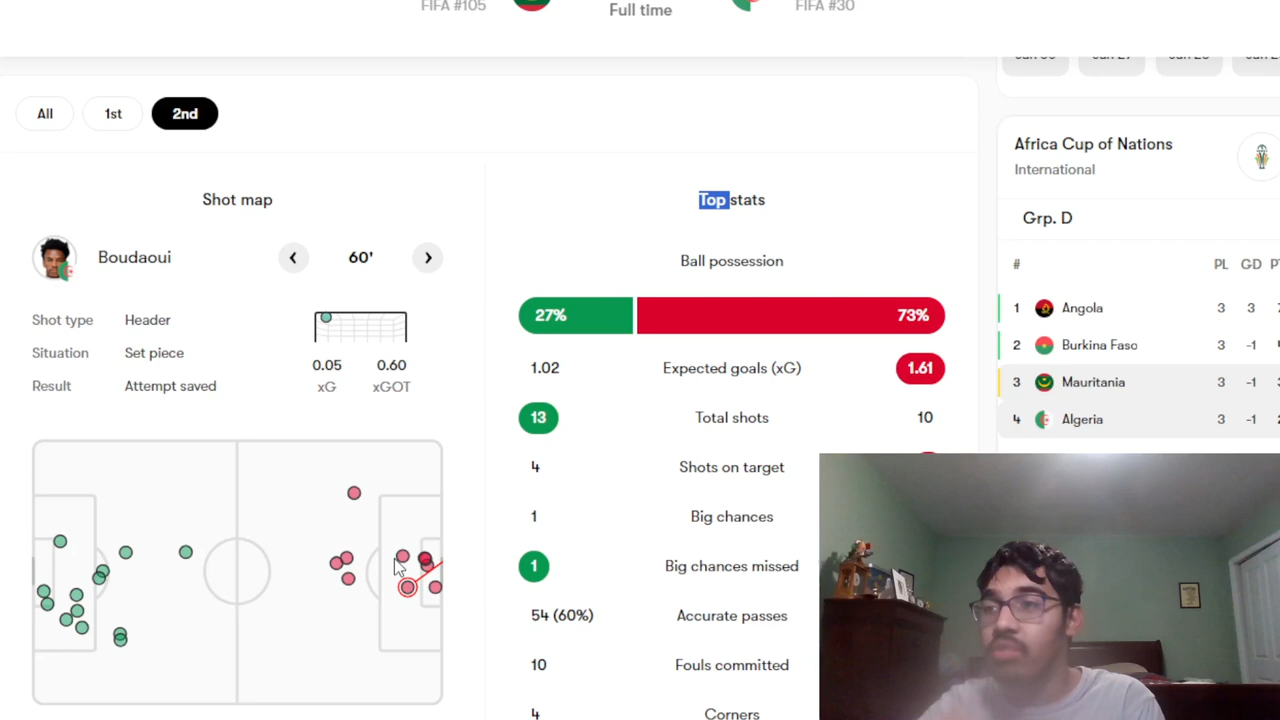 FIFA #105
Full time
FIFA #30
All
1st
2nd
Shot map
Boudaoui
60'
Shot type Header
Situation Set piece
Result Attempt saved
0.05 0.60
xG xGOT
Top stats
Ball possession
27% 73%
1.02 Expected goals (xG) 1.61
13 Total shots 10
4 Shots on target
1 Big chances
1 Big chances missed
54 (60%) Accurate passes
10 Fouls committed
4 Corners
Africa Cup of Nations
International
Grp. D
# PL GD
1 Angola 3 3
2 Burkina Faso 3 -1
3 Mauritania 3 -1
4 Algeria 3 -1